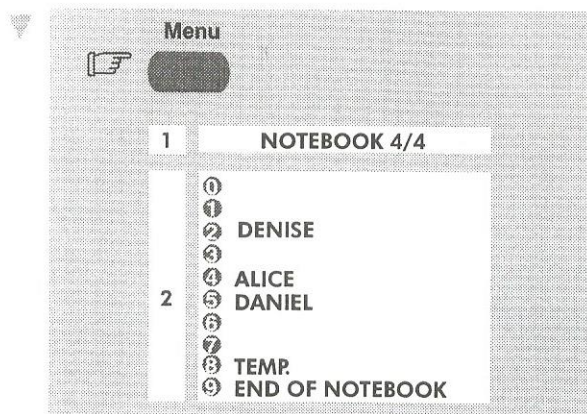 Menu
1 NOTEBOOK 4/4
0
1
2 DENISE
3
4 ALICE
2 5 DANIEL
6
7
8 TEMP.
9 END OF NOTEBOOK